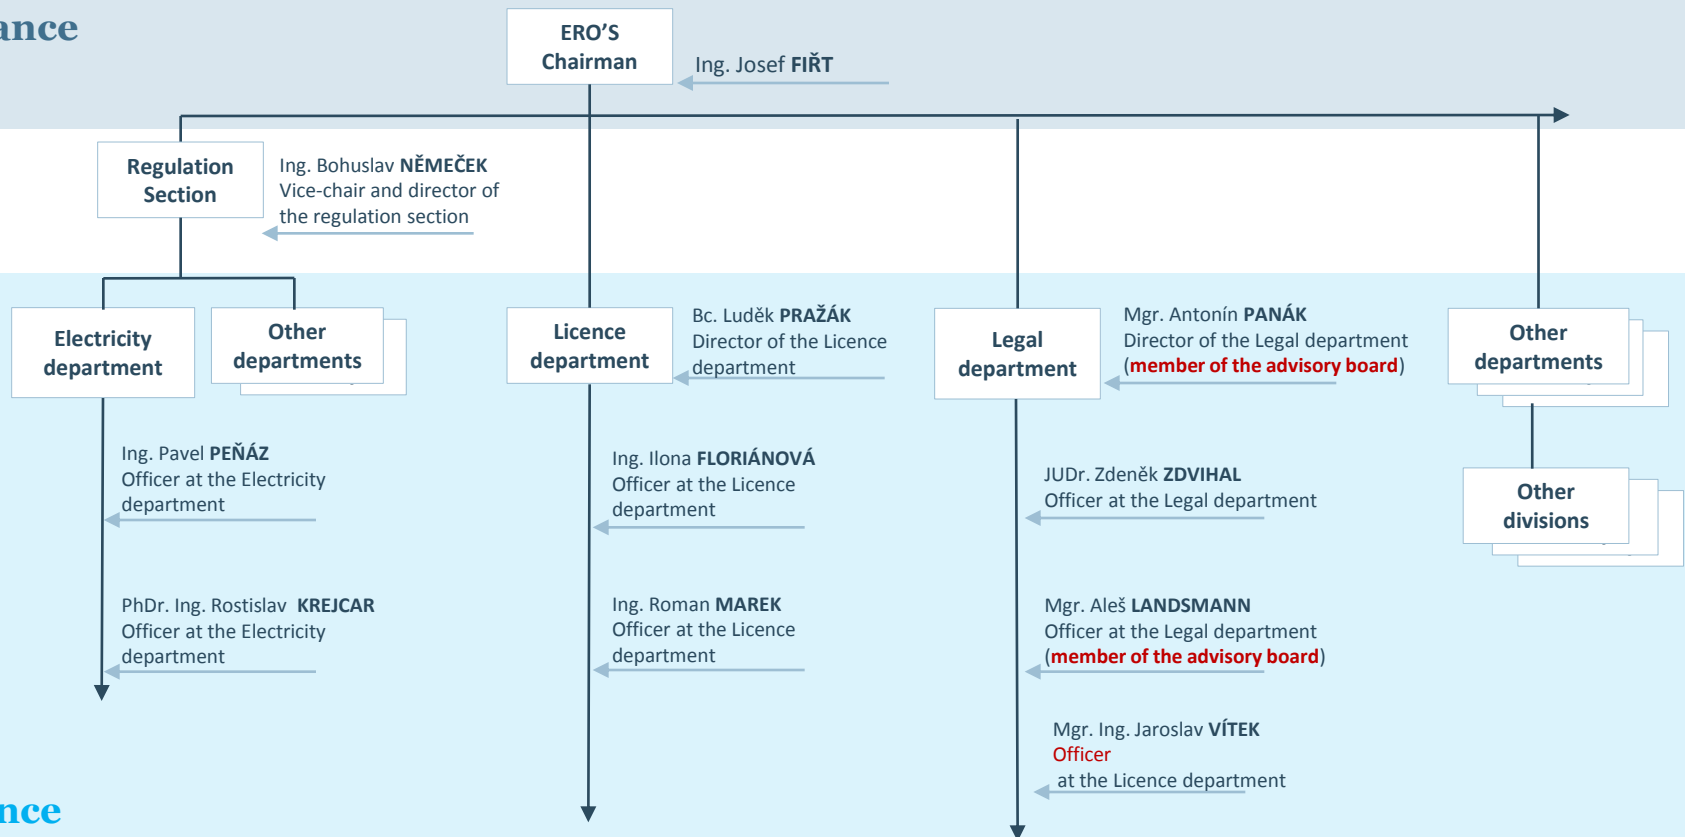 ance
ERO'S
Chairman
Ing. Josef FIŘT
Regulation
Section
Ing. Bohuslav NĚMEČEK
Vice-chair and director of
the regulation section
Electricity
department
Other
departments
Licence
department
Bc. Luděk PRAŽÁK
Director of the Licence
department
Legal
department
Mgr. Antonín PANÁK
Director of the Legal department
(member of the advisory board)
Other
departments
Ing. Pavel PEŇÁZ
Officer at the Electricity
department
Ing. Ilona FLORIÁNOVÁ
Officer at the Licence
department
JUDr. Zdeněk ZDVIHAL
Officer at the Legal department
Other
divisions
PhDr. Ing. Rostislav KREJCAR
Officer at the Electricity
department
Ing. Roman MAREK
Officer at the Licence
department
Mgr. Aleš LANDSMANN
Officer at the Legal department
(member of the advisory board)
Mgr. Ing. Jaroslav VÍTEK
Officer
at the Licence department
nce